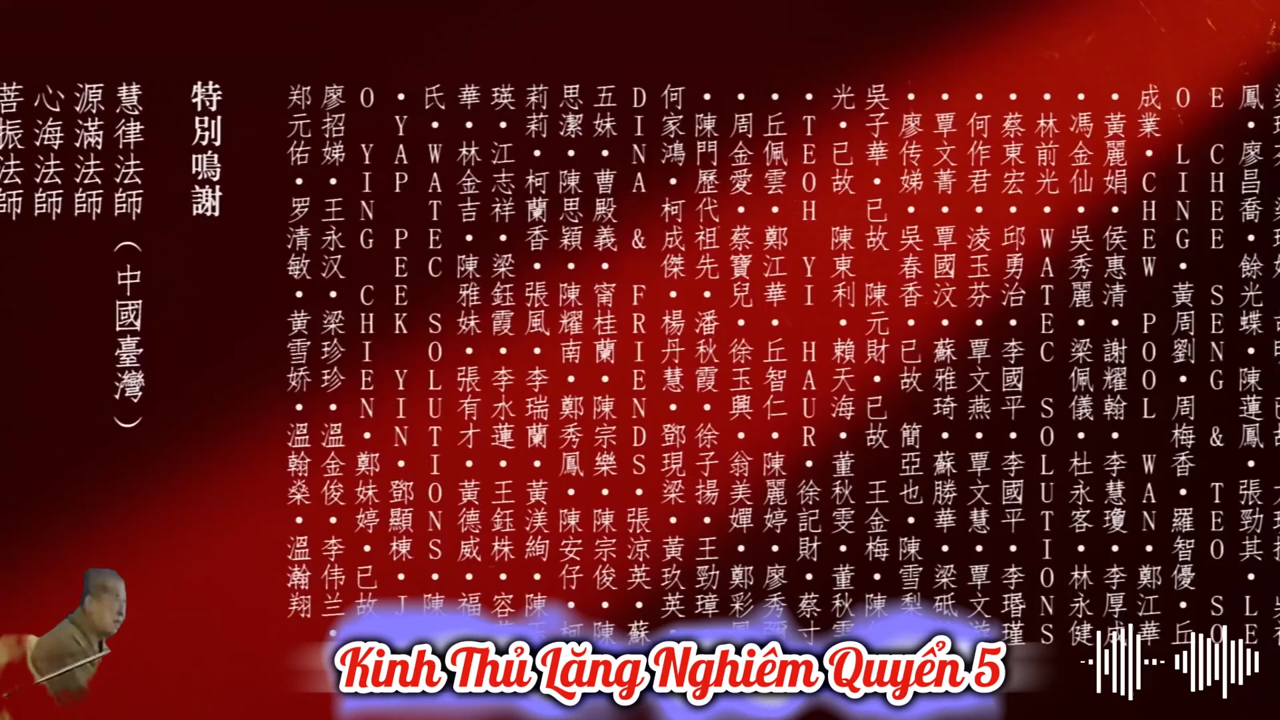 鳳·廖昌喬·餘光蝶·陳蓮鳳·張勁其·LE
E CHEE SENG & TEO SO
O LING·黃周劉·周梅香·羅智優·丘
成業·CHEW POOL WAN·鄭江華
·黃麗娟·侯惠清·謝耀翰·李慧瓊·李厚成
·馮金仙·吳秀麗·梁佩儀·杜永客·林永健
·林前光·WATEC SOLUTIONS
·蔡東宏·邱勇治·李國平·李國平·李瑉瑾
·何作君·淩玉芬·覃文燕·覃文慧·覃文
·覃文菁·覃國汶·蘇雅琦·蘇勝華·梁砥
·廖传娣·吳春香 已故 簡亞也·陳雪梨
吳子華·已故 陳元財·已故 王金梅·陳
光·已故 陳東利·賴天海·董秋雯·董秋
·TEOH YI HAUR·徐記財·蔡寸
·丘佩雲·鄭江華·丘智仁·陳麗婷·廖秀
·周金愛·蔡寶兒·徐玉興·翁美嬋·鄭彩
·陳門歷代祖先·潘秋霞·徐子揚·王勁璋
何家鴻·柯成傑·楊丹慧·鄧現梁·黃玖英·
DINA & FRIENDS·張涼英·蘇
五妹·曹殿義·甯桂蘭·陳宗樂·陳宗俊·陳
思潔·陳思穎·陳耀南·鄭秀鳳·陳安仔·柯
莉莉·柯蘭香·張風·李瑞蘭·黃渼絢·陳
瑛·江志祥·梁鈺霞·李水蓮·王鈺株·容
華·林金吉·陳雅妹·張有才·黃德威·福
氏·WATEC SOLUTIONS·陳
·YAP PEEK YIN·鄧顯棟·J
O YING CHIEN·鄭妹婷·已故
廖招娣·王永汉·梁珍珍·溫金俊·李伟兰·
郑元佑·罗清敏·黄雪娇·溫翰燊·溫瀚翔
特別鳴謝
慧律法師（中國臺灣）
源滿法師
心海法師
菩振法師
Kinh Thủ Lăng Nghiêm Quyển 5